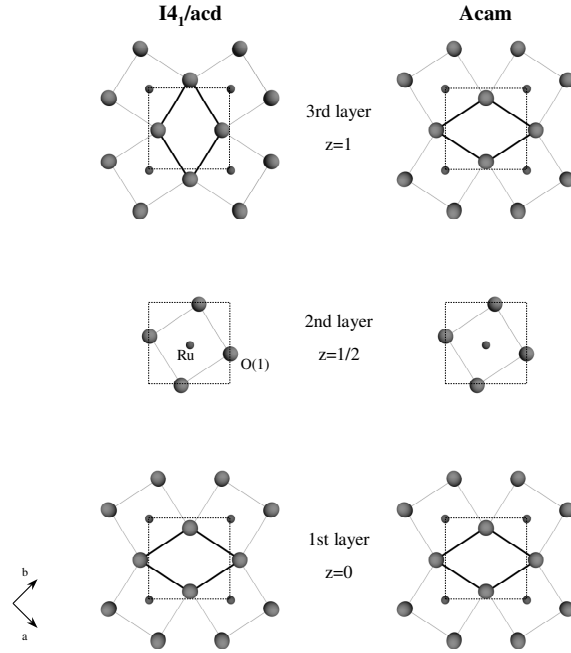 I4₁/acd
Acam
3rd layer
z=1
2nd layer
z=1/2
Ru
O(1)
1st layer
z=0
b
a